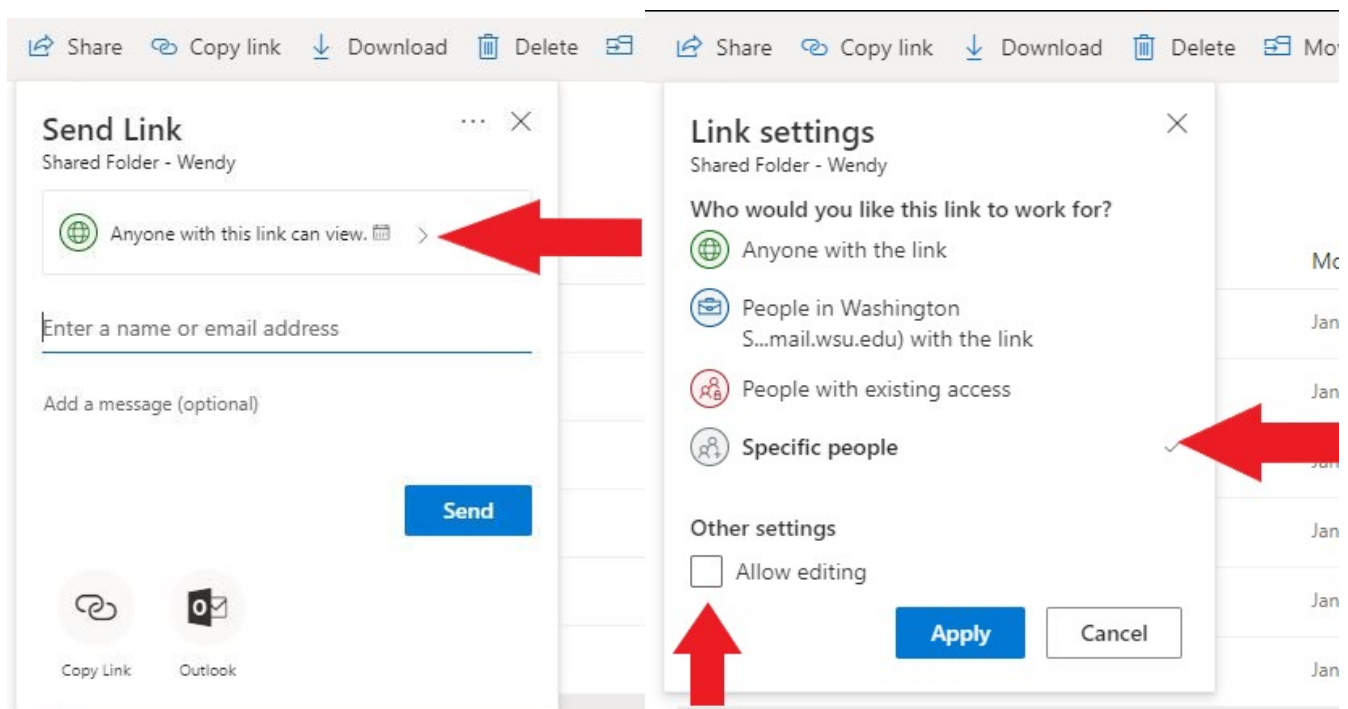 Share Copy link Download Delete
Send Link
Shared Folder - Wendy
Anyone with this link can view.
Enter a name or email address
Add a message (optional)
Send
Copy Link Outlook
Share Copy link Download Delete Mo
Link settings
Shared Folder - Wendy
Who would you like this link to work for?
Anyone with the link
People in Washington
S...mail.wsu.edu) with the link
People with existing access
Specific people
Other settings
Allow editing
Apply Cancel
Mo
Jan
Jan
Jan
Jan
Jan